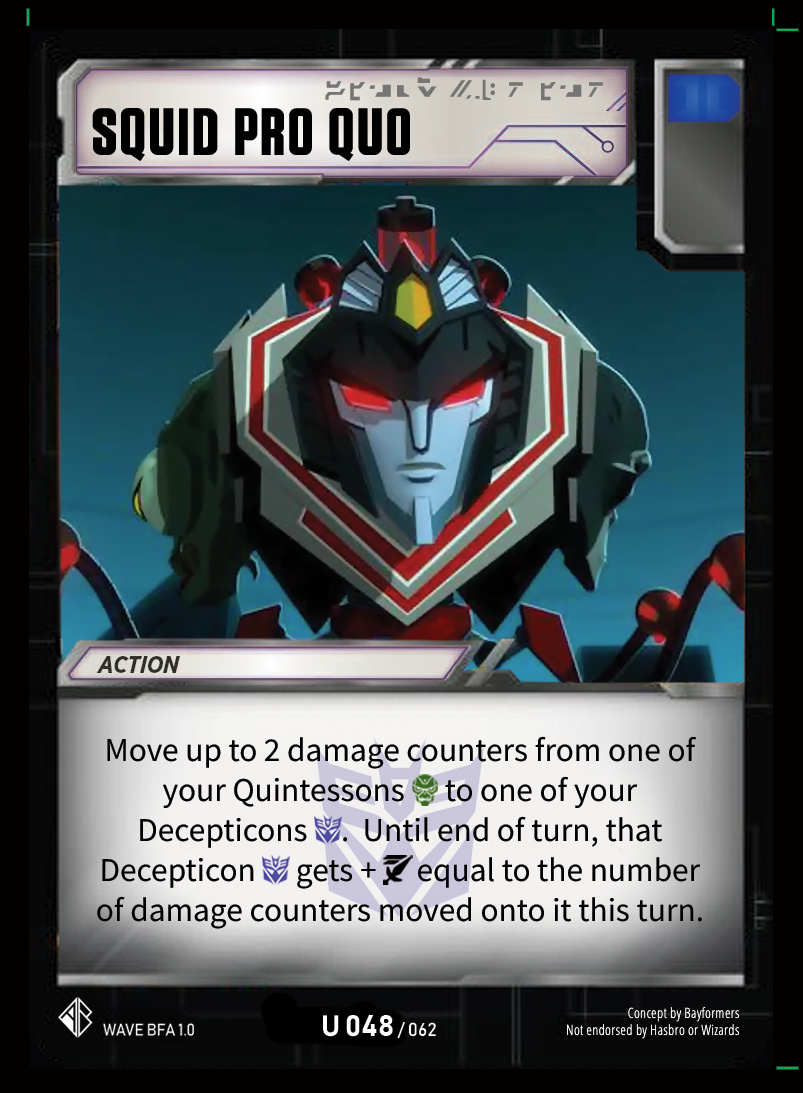 SQUID PRO QUO
ACTION
Move up to 2 damage counters from one of
your Quintessons to one of your
Decepticons . Until end of turn, that
Decepticon gets + equal to the number
of damage counters moved onto it this turn.
WAVE BFA 1.0
U 048/062
Concept by Bayformers
Not endorsed by Hasbro or Wizards